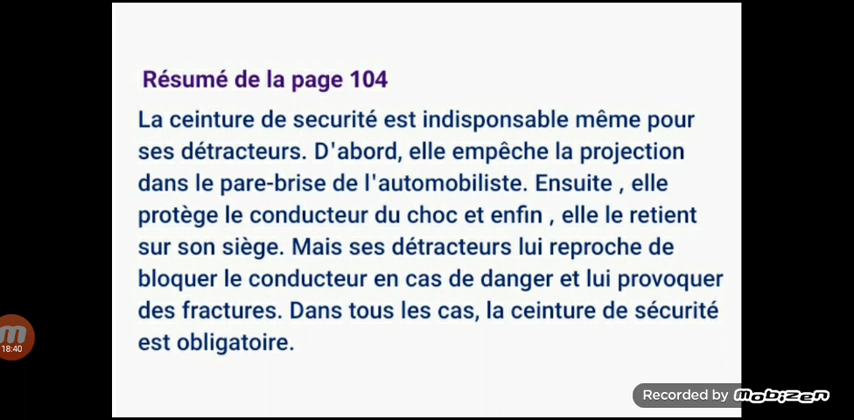 Résumé de la page 104
La ceinture de securité est indisponsable même pour
ses détracteurs. D'abord, elle empêche la projection
dans le pare-brise de l'automobiliste. Ensuite , elle
protège le conducteur du choc et enfin , elle le retient
sur son siège. Mais ses détracteurs lui reproche de
bloquer le conducteur en cas de danger et lui provoquer
des fractures. Dans tous les cas, la ceinture de sécurité
est obligatoire.
18:40
Recorded by mobizen